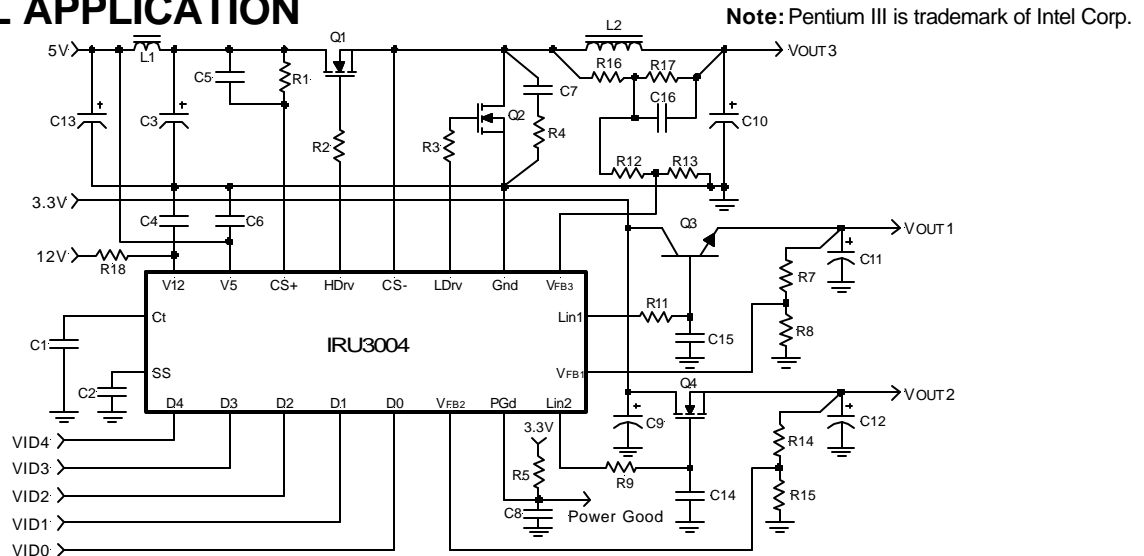 L APPLICATION
Note: Pentium III is trademark of Intel Corp.
L2
Q1
5V
L1
VOUT3
R16
R17
C5
R1
C7
C16
C13
C3
Q2
C10
R2
R3
R4
R12
R13
3.3V
C4
C6
Q3
VOUT1
12V
R18
C11
R7
V12
V5
CS+
HDrv
CS-
LDrv
Gnd
VFB3
Ct
Lin1
R11
R8
C1
IRU3004
C15
SS
VFB1
C2
Q4
D4
D3
D2
D1
D0
VFB2
PGd
Lin2
VOUT2
C9
C12
3.3V
VID4
R14
VID3
R5
R9
VID2
C14
R15
VID1
C8
Power Good
VID0